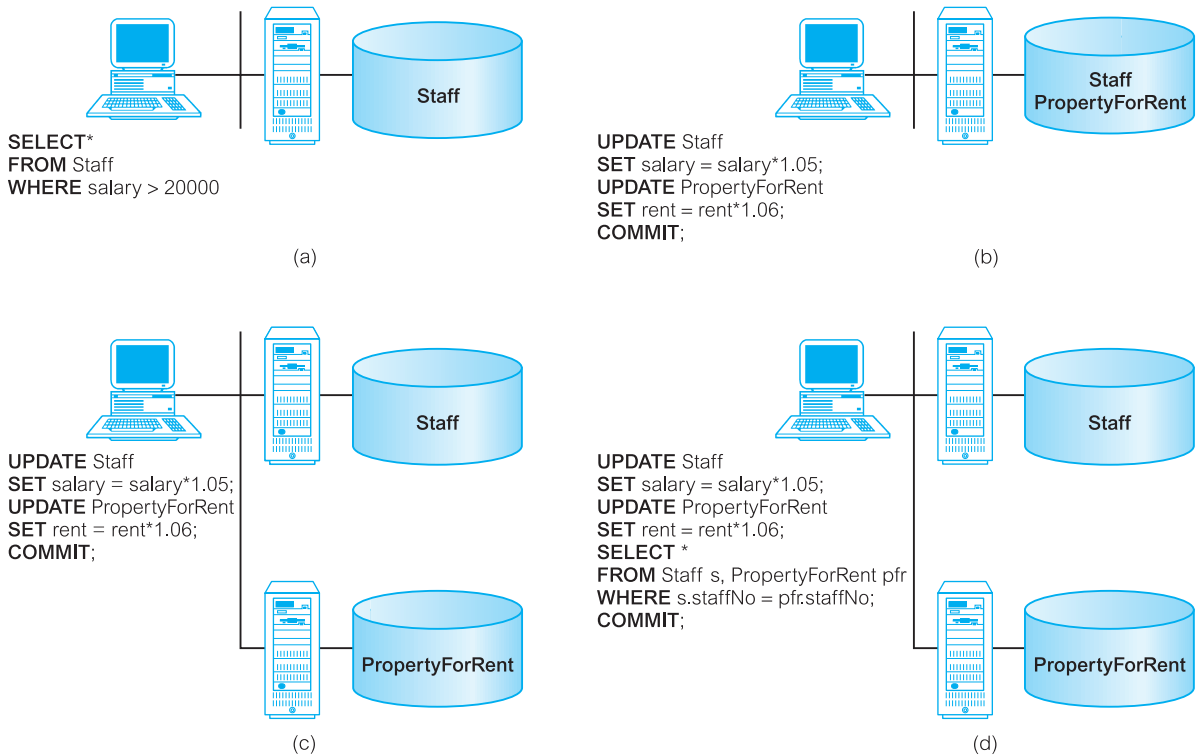 Staff
SELECT*
FROM Staff
WHERE salary > 20000
(a)
Staff
PropertyForRent
UPDATE Staff
SET salary = salary*1.05;
UPDATE PropertyForRent
SET rent = rent*1.06;
COMMIT;
(b)
Staff
UPDATE Staff
SET salary = salary*1.05;
UPDATE PropertyForRent
SET rent = rent*1.06;
COMMIT;
PropertyForRent
(c)
Staff
UPDATE Staff
SET salary = salary*1.05;
UPDATE PropertyForRent
SET rent = rent*1.06;
SELECT *
FROM Staff s, PropertyForRent pfr
WHERE s.staffNo = pfr.staffNo;
COMMIT;
PropertyForRent
(d)